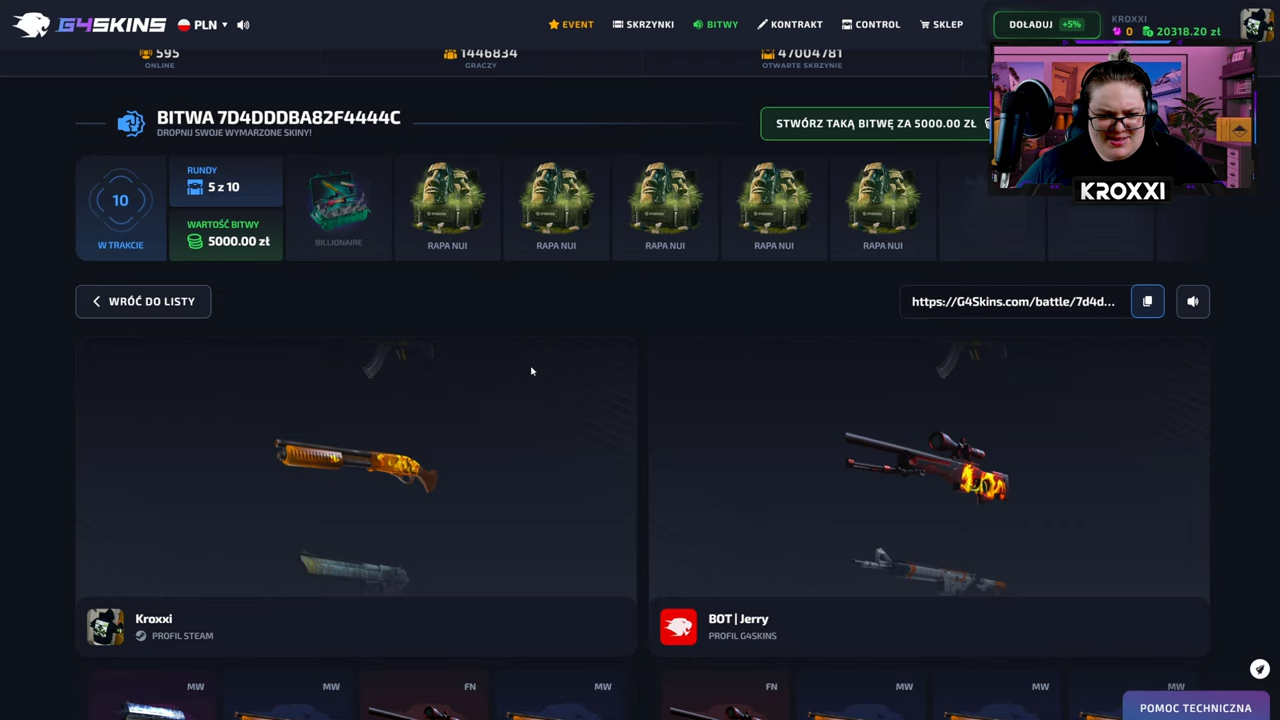 G4SKINS
PLN
EVENT
SKRZYNKI
BITWY
KONTRAKT
CONTROL
SKLEP
DOŁADUJ +5%
KROXXI
0 20318.20 zł
595
ONLINE
1446834
GRACZY
47004781
OTWARTE SKRZYNIE
BITWA 7D4DDDBA82F4444C
DROPNIJ SWOJE WYMARZONE SKINY!
STWÓRZ TAKĄ BITWĘ ZA 5000.00 ZŁ
KROXXI
10
W TRAKCIE
RUNDY
5 z 10
WARTOŚĆ BITWY
5000.00 zł
BILLIONAIRE
RAPA NUI
RAPA NUI
RAPA NUI
RAPA NUI
RAPA NUI
WRÓĆ DO LISTY
https://G4Skins.com/battle/7d4d...
Kroxxi
PROFIL STEAM
BOT | Jerry
PROFIL G4SKINS
MW
MW
FN
MW
FN
MW
MW
MW
POMOC TECHNICZNA